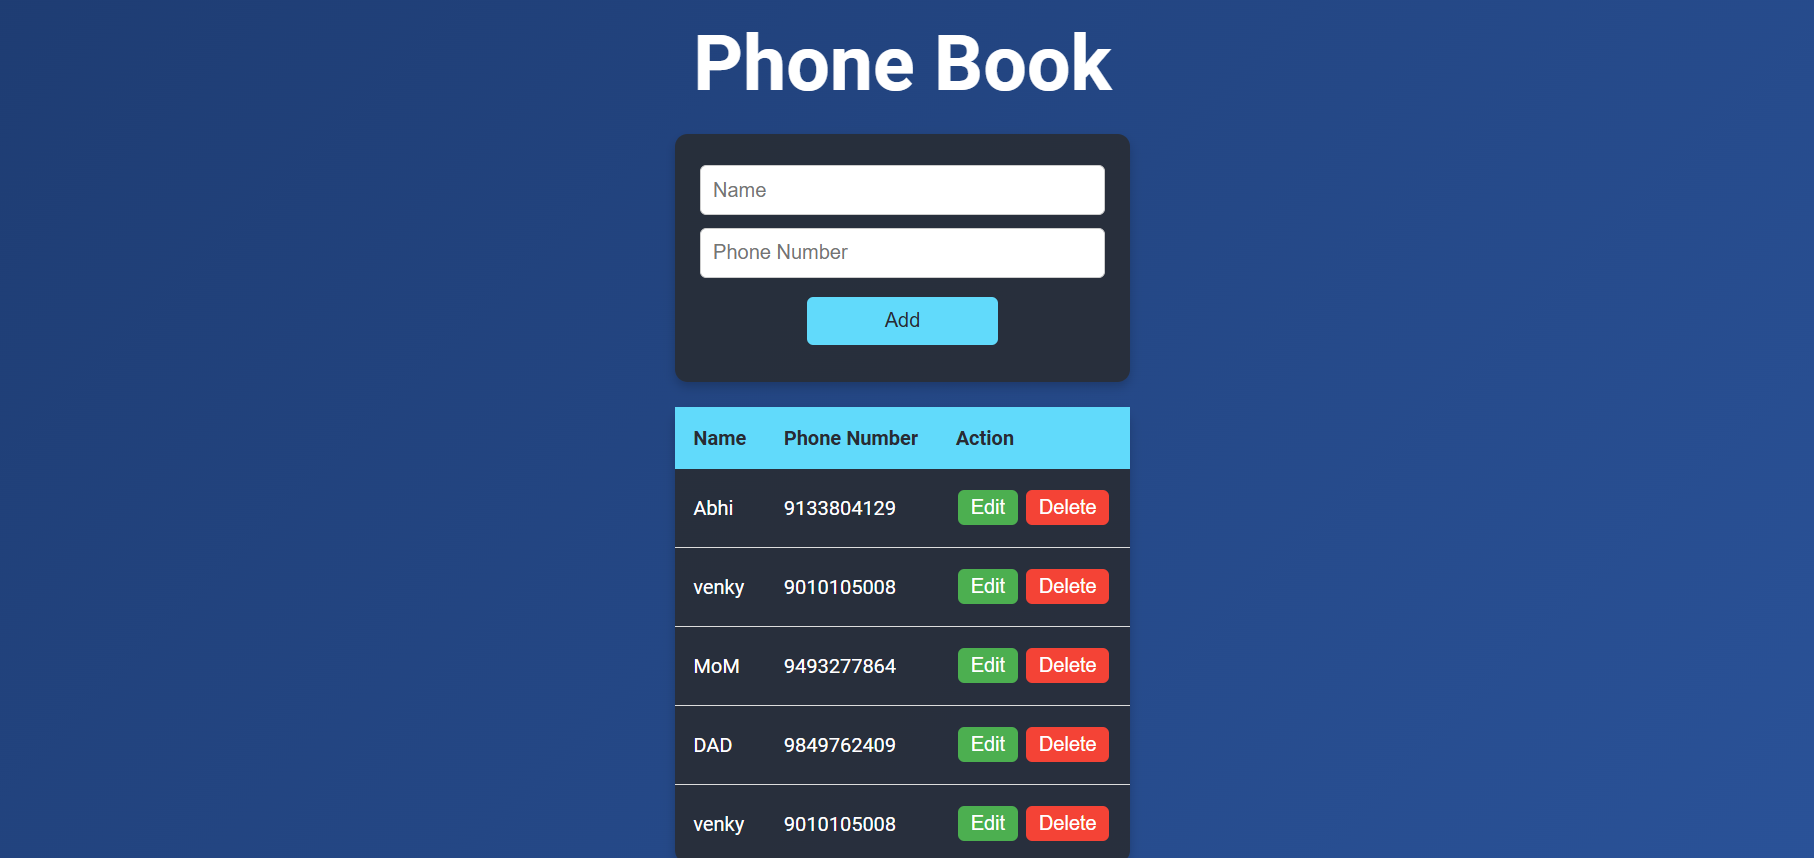 Phone Book
Name
Phone Number
Add
Name Phone Number Action
Abhi 9133804129 Edit Delete
venky 9010105008 Edit Delete
MoM 9493277864 Edit Delete
DAD 9849762409 Edit Delete
venky 9010105008 Edit Delete